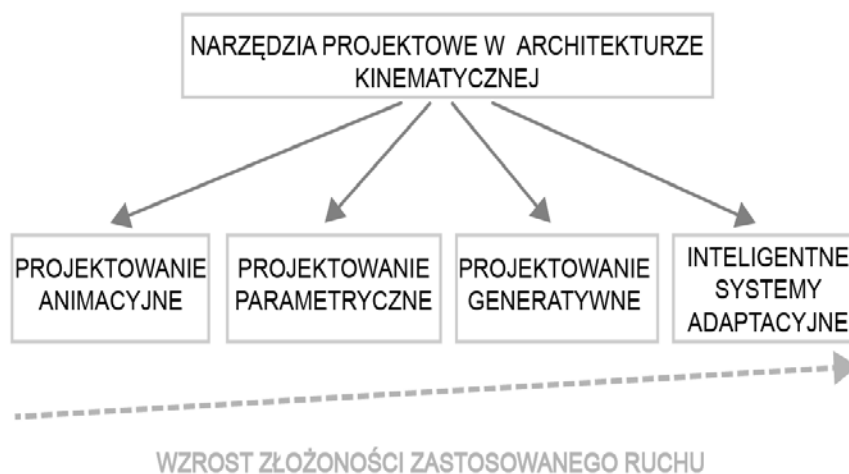 NARZĘDZIA PROJEKTOWE W ARCHITEKTURZE
KINEMATYCZNEJ
PROJEKTOWANIE
ANIMACYJNE
PROJEKTOWANIE
PARAMETRYCZNE
PROJEKTOWANIE
GENERATYWNE
INTELIGENTNE
SYSTEMY
ADAPTACYJNE
WZROST ZŁOŻONOŚCI ZASTOSOWANEGO RUCHU